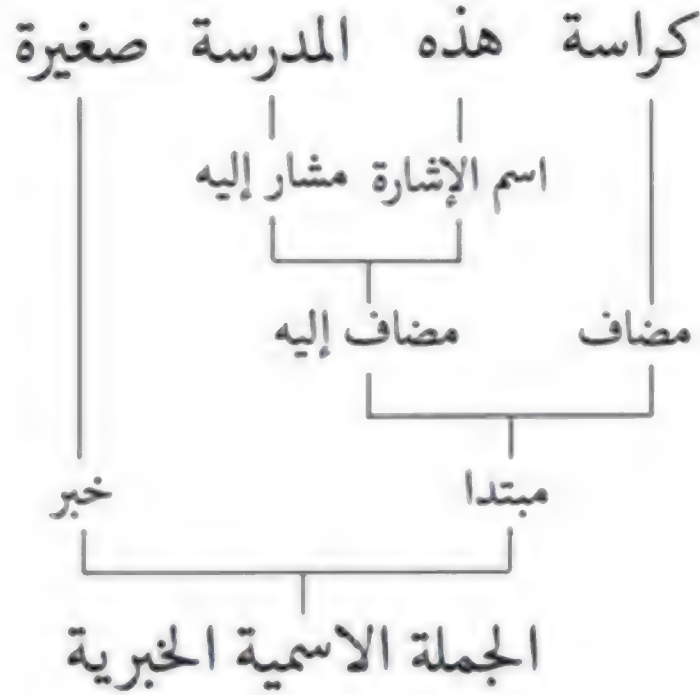 كراسة هذه المدرسة صغيرة
اسم الإشارة مشار إليه
مضاف مضاف إليه
مبتدا خبر
الجملة الاسمية الخبرية